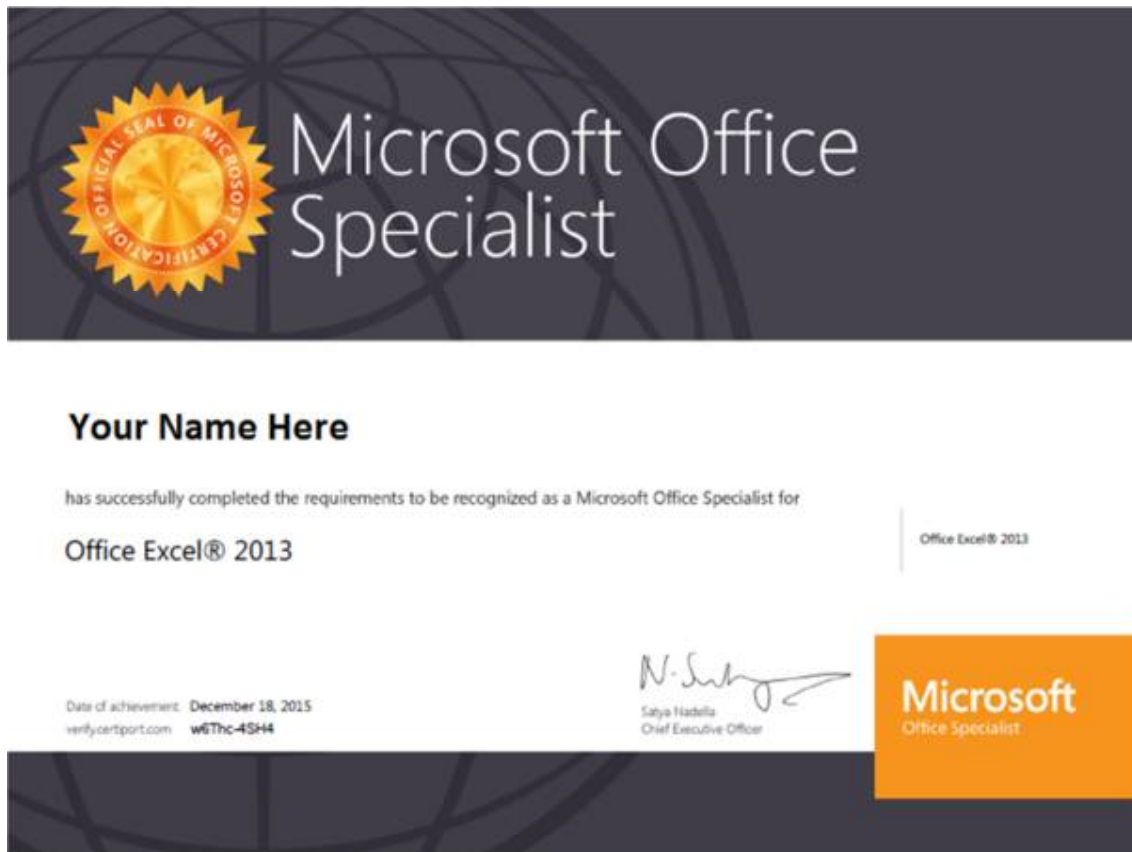 OFFICIAL SEAL OF MICROSOFT CERTIFICATION
Microsoft Office
Specialist
Your Name Here
has successfully completed the requirements to be recognized as a Microsoft Office Specialist for
Office Excel® 2013
Office Excel® 2013
Date of achievement December 18, 2015
verify.certiport.com w6Thc-4SH4
N. Satya
Satya Nadella
Chief Executive Officer
Microsoft
Office Specialist